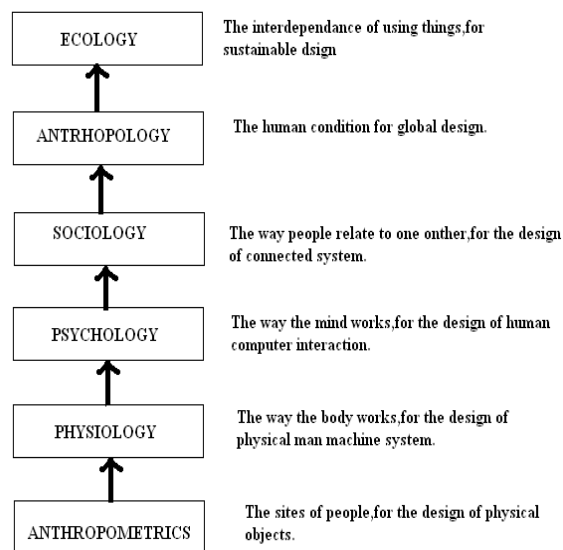 ECOLOGY
The interdependance of using things,for
sustainable dsign
ANTRHOPOLOGY
The human condition for global design.
SOCIOLOGY
The way people relate to one onther,for the design
of connected system.
PSYCHOLOGY
The way the mind works,for the design of human
computer interaction.
PHYSIOLOGY
The way the body works,for the design of
physical man machine system.
ANTHROPOMETRICS
The sites of people,for the design of physical
objects.